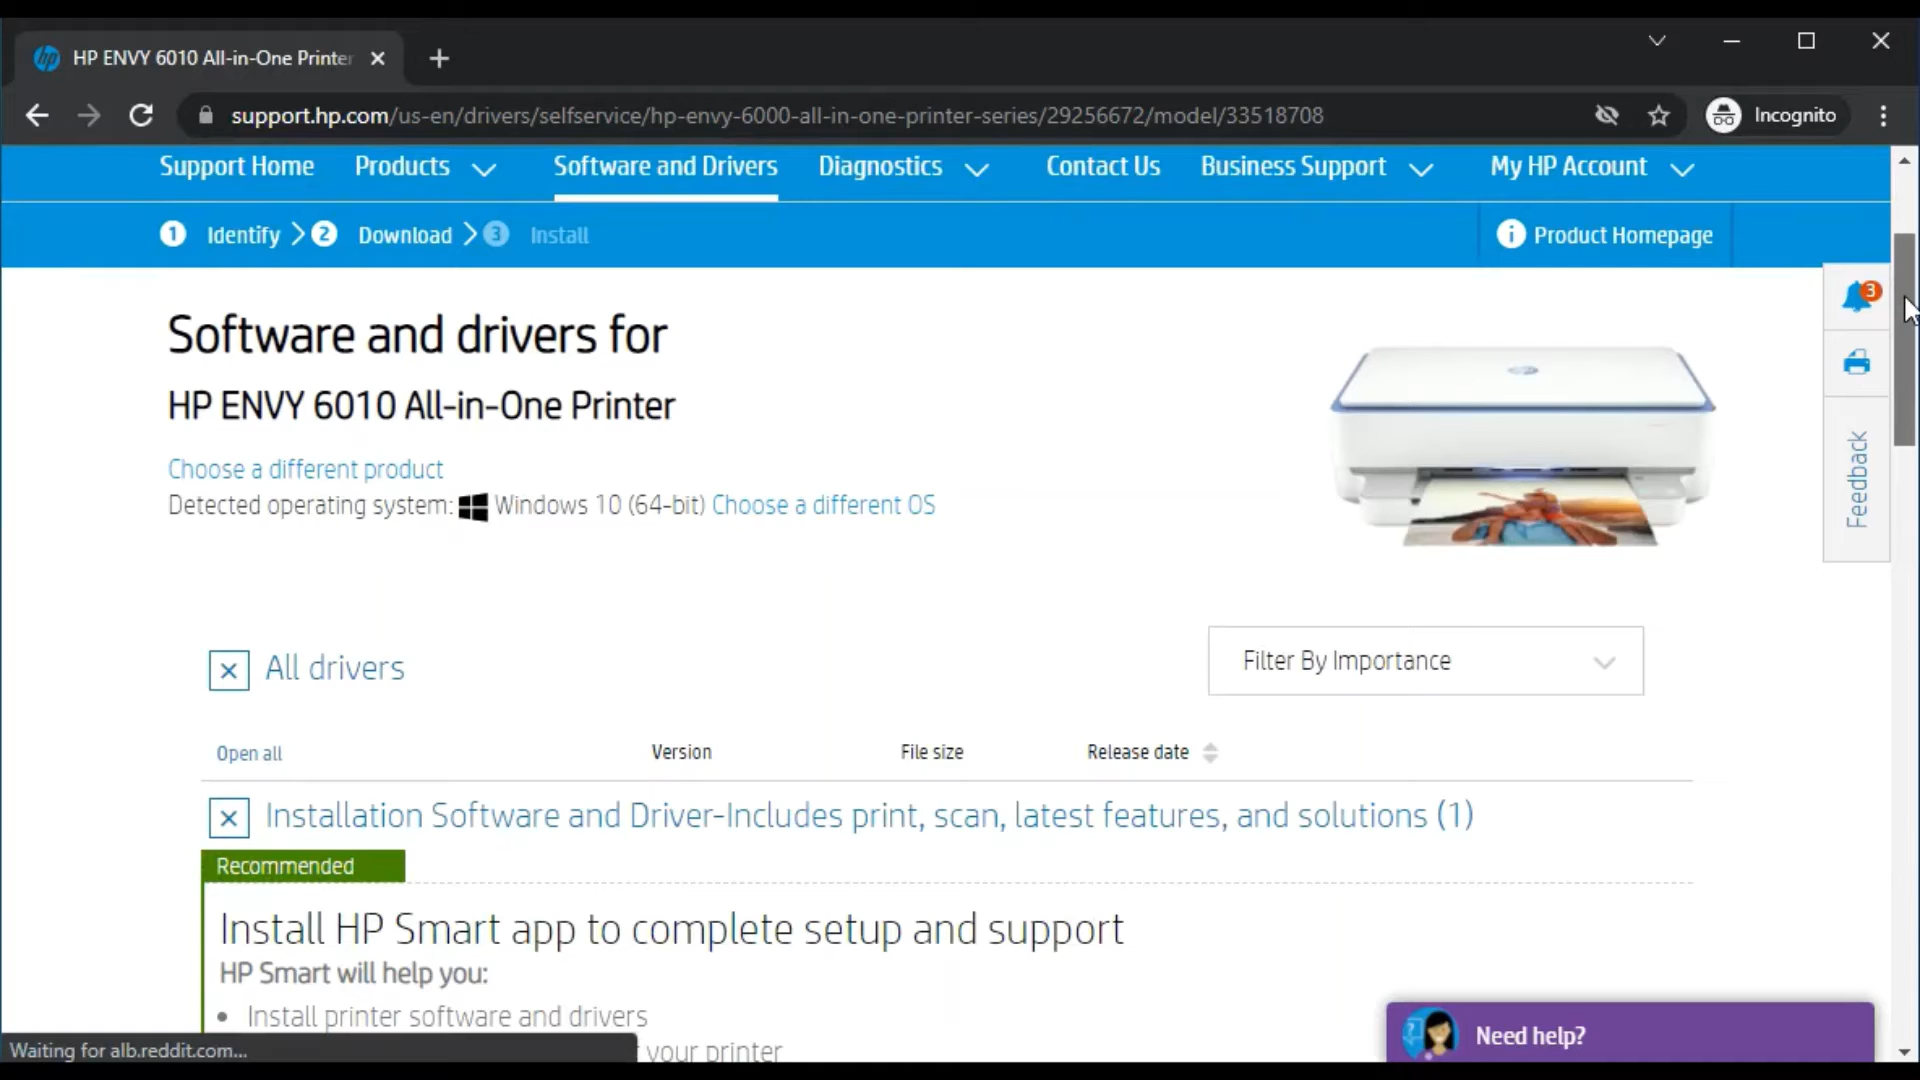 HP ENVY 6010 All-in-One Printer
support.hp.com/us-en/drivers/selfservice/hp-envy-6000-all-in-one-printer-series/29256672/model/33518708
Incognito
Support Home Products Software and Drivers Diagnostics Contact Us Business Support My HP Account
1 Identify 2 Download 3 Install Product Homepage
3
Software and drivers for
HP ENVY 6010 All-in-One Printer
Choose a different product
Detected operating system: Windows 10 (64-bit) Choose a different OS
Feedback
All drivers
Filter By Importance
Open all Version File size Release date
Installation Software and Driver-Includes print, scan, latest features, and solutions (1)
Recommended
Install HP Smart app to complete setup and support
HP Smart will help you:
• Install printer software and drivers
your printer
Need help?
Waiting for alb.reddit.com...